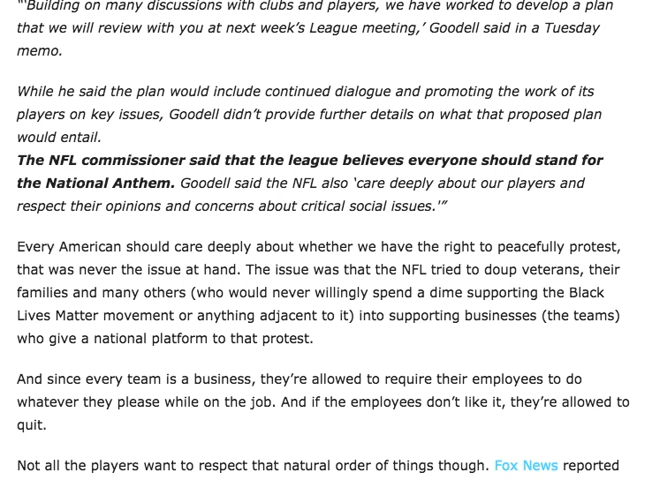 "'Building on many discussions with clubs and players, we have worked to develop a plan
that we will review with you at next week's League meeting,' Goodell said in a Tuesday
memo.
While he said the plan would include continued dialogue and promoting the work of its
players on key issues, Goodell didn't provide further details on what that proposed plan
would entail.
The NFL commissioner said that the league believes everyone should stand for
the National Anthem. Goodell said the NFL also 'care deeply about our players and
respect their opinions and concerns about critical social issues.'"
Every American should care deeply about whether we have the right to peacefully protest,
that was never the issue at hand. The issue was that the NFL tried to doup veterans, their
families and many others (who would never willingly spend a dime supporting the Black
Lives Matter movement or anything adjacent to it) into supporting businesses (the teams)
who give a national platform to that protest.
And since every team is a business, they're allowed to require their employees to do
whatever they please while on the job. And if the employees don't like it, they're allowed to
quit.
Not all the players want to respect that natural order of things though. Fox News reported